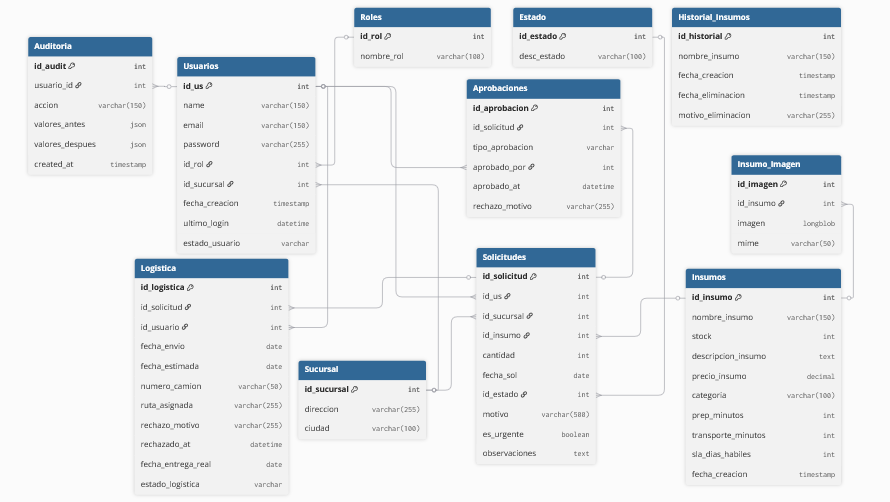 Roles
id_rol int
nombre_rol varchar(100)
Estado
id_estado int
desc_estado varchar(100)
Historial_Insumos
id_historial int
nombre_insumo varchar(150)
fecha_creacion timestamp
fecha_eliminacion timestamp
motivo_eliminacion varchar(255)
Auditoria
id_audit int
usuario_id int
accion varchar(150)
valores_antes json
valores_despues json
created_at timestamp
Usuarios
id_us int
name varchar(150)
email varchar(150)
password varchar(255)
id_rol int
id_sucursal int
fecha_creacion timestamp
ultimo_login datetime
estado_usuario varchar
Aprobaciones
id_aprobacion int
id_solicitud int
tipo_aprobacion varchar
aprobado_por int
aprobado_at datetime
rechazo_motivo varchar(255)
Insumo_Imagen
id_imagen int
id_insumo int
imagen longblob
mime varchar(50)
Logistica
id_logistica int
id_solicitud int
id_usuario int
fecha_envio date
fecha_estimada date
numero_camion varchar(50)
ruta_asignada varchar(255)
rechazo_motivo varchar(255)
rechazado_at datetime
fecha_entrega_real date
estado_logistica varchar
Sucursal
id_sucursal int
direccion varchar(255)
ciudad varchar(100)
Solicitudes
id_solicitud int
id_us int
id_sucursal int
id_insumo int
cantidad int
fecha_sol date
id_estado int
motivo varchar(500)
es_urgente boolean
observaciones text
Insumos
id_insumo int
nombre_insumo varchar(150)
stock int
descripcion_insumo text
precio_insumo decimal
categoria varchar(100)
prep_minutos int
transporte_minutos int
sla_dias_habiles int
fecha_creacion timestamp